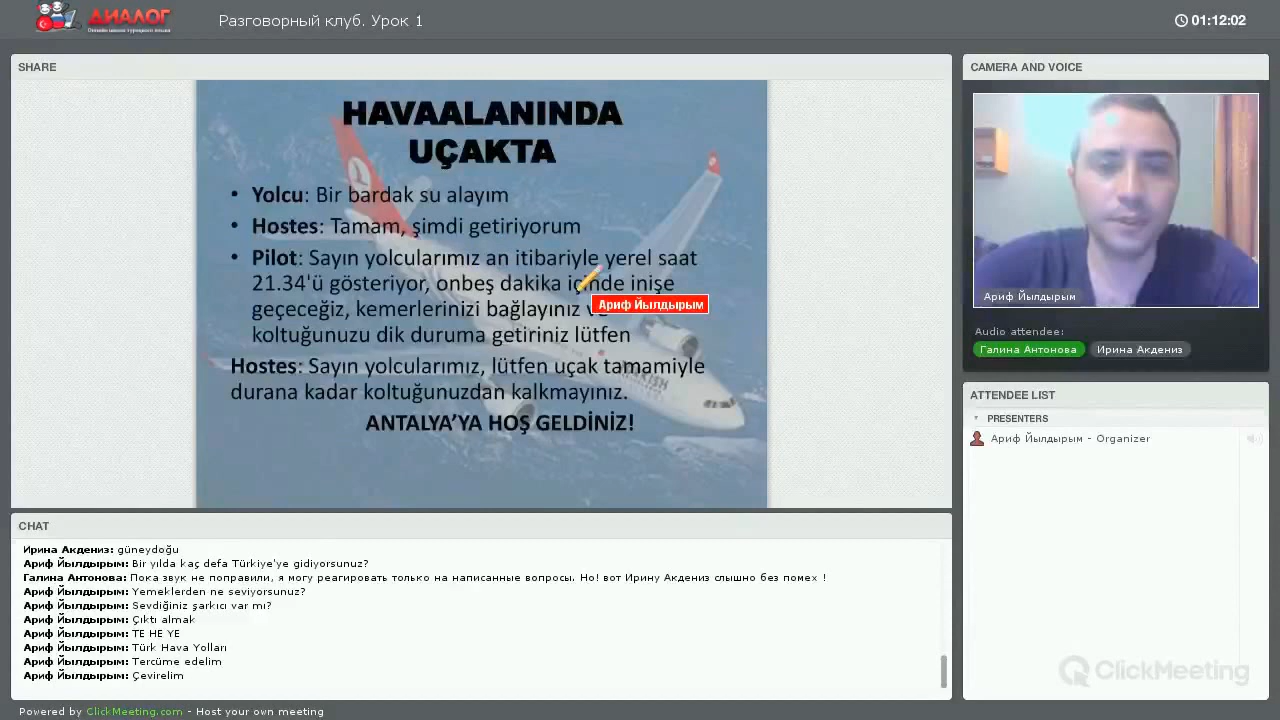 ДИАЛОГ
Онлайн школа турецкого языка
Разговорный клуб. Урок 1
01:12:02
SHARE
HAVAALANINDA
UÇAKTA
• Yolcu: Bir bardak su alayım
• Hostes: Tamam, şimdi getiriyorum
• Pilot: Sayın yolcularımız an itibariyle yerel saat
21.34'ü gösteriyor, onbeş dakika içinde inişe
geçeceğiz, kemerlerinizi bağlayınız
koltuğunuzu dik duruma getiriniz lütfen
Hostes: Sayın yolcularımız, lütfen uçak tamamiyle
durana kadar koltuğunuzdan kalkmayınız.
ANTALYA’YA HOŞ GELDİNİZ!
Ариф Йылдырым
CAMERA AND VOICE
Ариф Йылдырым
Audio attendee:
Галина Антонова Ирина Акдениз
ATTENDEE LIST
PRESENTERS
Ариф Йылдырым - Organizer
CHAT
Ирина Акдениз: güneydoğu
Ариф Йылдырым: Bir yılda kaç defa Türkiye'ye gidiyorsunuz?
Галина Антонова: Пока звук не поправили, я могу реагировать только на написанные вопросы. Но! вот Ирину Акдениз слышно без помех !
Ариф Йылдырым: Yemeklerden ne seviyorsunuz?
Ариф Йылдырым: Sevdiğiniz şarkıcı var mı?
Ариф Йылдырым: Çıktı almak
Ариф Йылдырым: TE HE YE
Ариф Йылдырым: Türk Hava Yolları
Ариф Йылдырым: Tercüme edelim
Ариф Йылдырым: Çevirelim
ClickMeeting
Powered by ClickMeeting.com - Host your own meeting